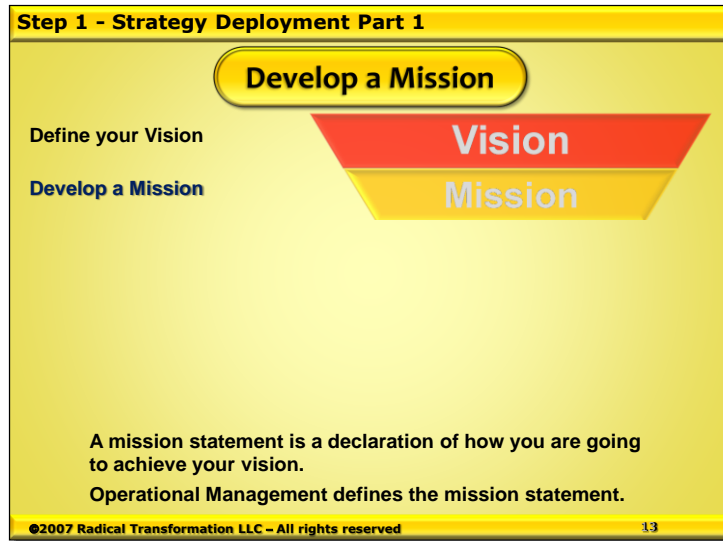 Step 1 - Strategy Deployment Part 1
Develop a Mission
Define your Vision
Vision
Develop a Mission
Mission
A mission statement is a declaration of how you are going
to achieve your vision.
Operational Management defines the mission statement.
©2007 Radical Transformation LLC – All rights reserved
13